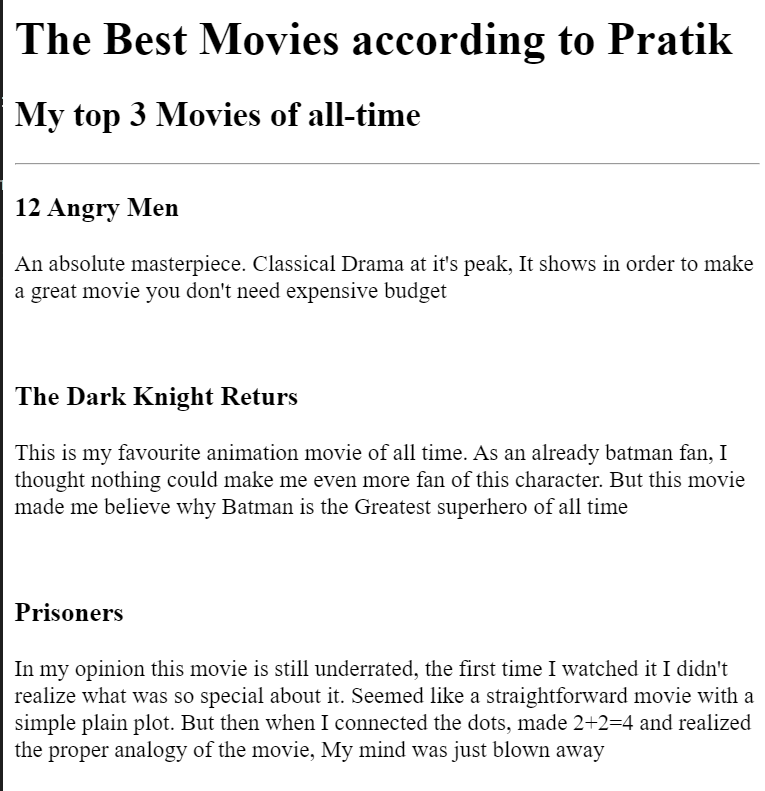 The Best Movies according to Pratik
My top 3 Movies of all-time
12 Angry Men
An absolute masterpiece. Classical Drama at it's peak, It shows in order to make
a great movie you don't need expensive budget
The Dark Knight Returs
This is my favourite animation movie of all time. As an already batman fan, I
thought nothing could make me even more fan of this character. But this movie
made me believe why Batman is the Greatest superhero of all time
Prisoners
In my opinion this movie is still underrated, the first time I watched it I didn't
realize what was so special about it. Seemed like a straightforward movie with a
simple plain plot. But then when I connected the dots, made 2+2=4 and realized
the proper analogy of the movie, My mind was just blown away